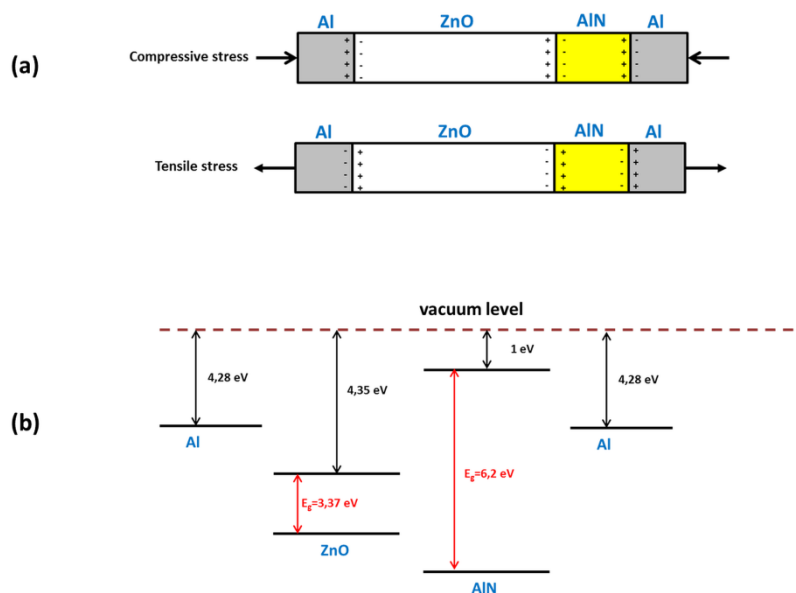 Al ZnO AlN Al
(a)
Compressive stress
+ - + - + -
+ - + - + -
+ - + - + -
+ - + - + -
Al ZnO AlN Al
Tensile stress
- + - + - +
- + - + - +
- + - + - +
- + - + - +
vacuum level
1 eV
4,28 eV 4,35 eV 4,28 eV
(b)
Al Al
Eg=3,37 eV Eg=6,2 eV
ZnO
AlN